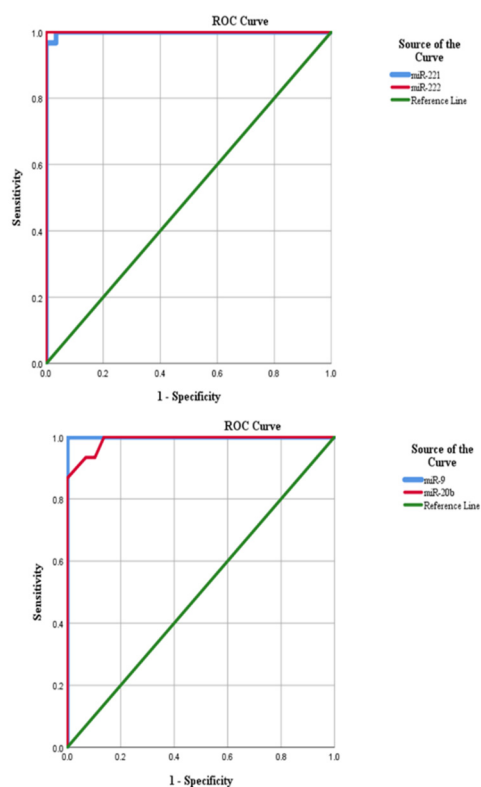 ROC Curve
Source of the
Curve
miR-221
miR-222
Reference Line
1.0
0.8
0.6
0.4
0.2
0.0
Sensitivity
0.0 0.2 0.4 0.6 0.8 1.0
1 - Specificity
ROC Curve
Source of the
Curve
miR-9
miR-20b
Reference Line
1.0
0.8
0.6
0.4
0.2
0.0
Sensitivity
0.0 0.2 0.4 0.6 0.8 1.0
1 - Specificity